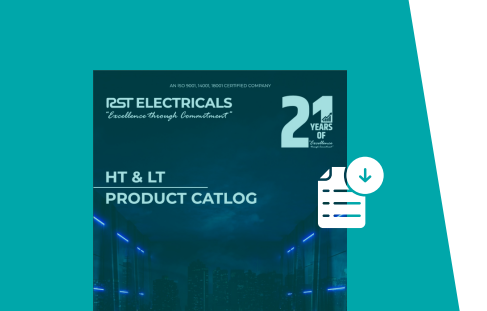 AN ISO 9001, 14001, 18001 CERTIFIED COMPANY
RST ELECTRICALS
"Excellence through Commitment"
21
YEARS
OF
Excellence
HT & LT
PRODUCT CATLOG